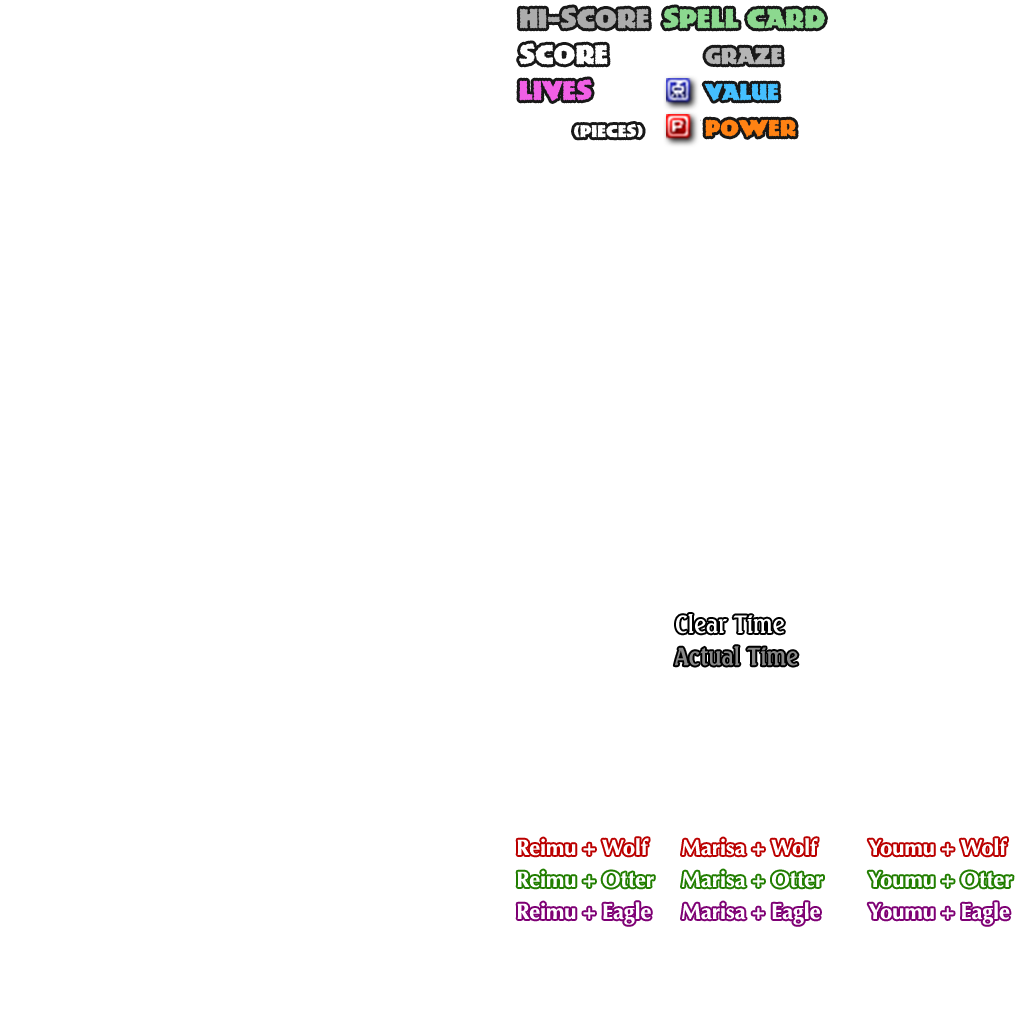 HI-SCORE SPELL CARD
SCORE GRAZE
LIVES VALUE
(PIECES) P POWER
Clear Time
Actual Time
Reimu + Wolf Marisa + Wolf Youmu + Wolf
Reimu + Otter Marisa + Otter Youmu + Otter
Reimu + Eagle Marisa + Eagle Youmu + Eagle